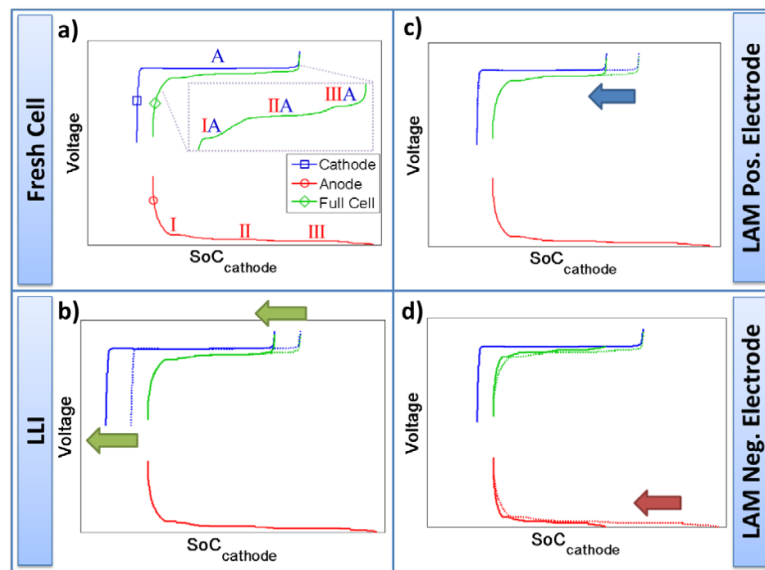 Fresh Cell
a)
A
IA
IIA
IIIA
Cathode
Anode
Full Cell
I
II
III
Voltage
SoCcathode
c)
Voltage
SoCcathode
LAM Pos. Electrode
LLI
b)
Voltage
SoCcathode
d)
Voltage
SoCcathode
LAM Neg. Electrode